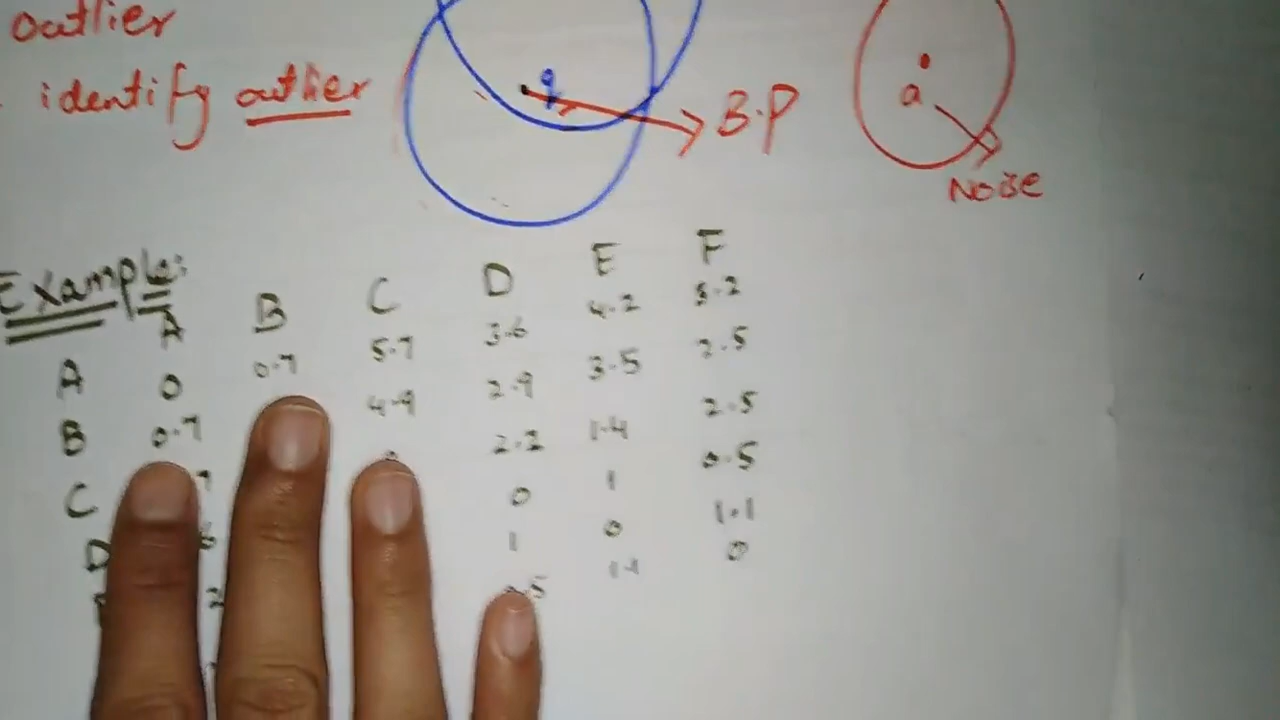 outlier
identify outlier
q
B.P
a
Noise
Example:
A B C D E F
A 0 0.7 5.7 3.6 4.2 3.2
B 0.7 4.9 2.9 3.5 2.5
C 2.2 1.4 2.5
D 0 1 0.5
1 0 1.1
0